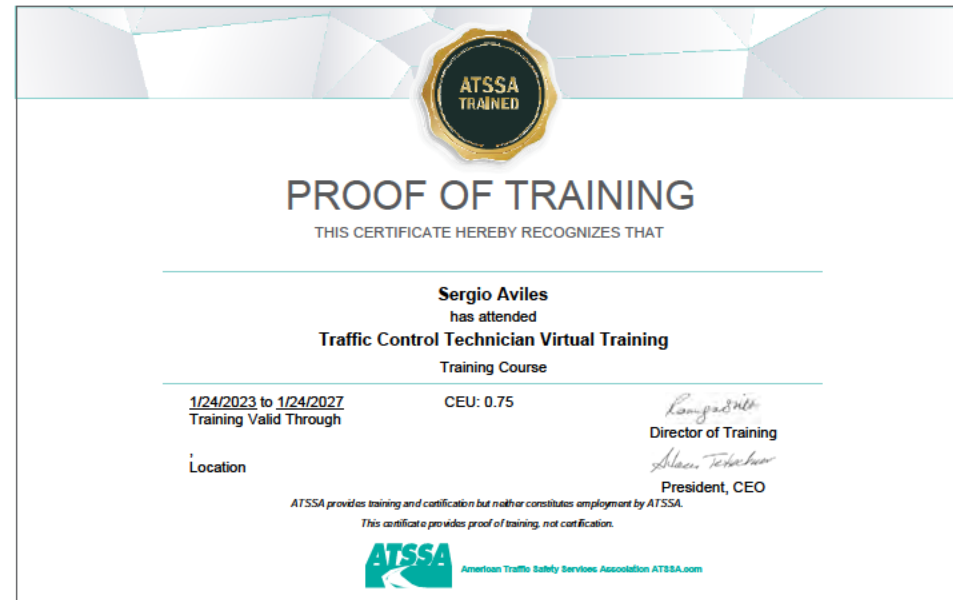 ATSSA
TRAINED
PROOF OF TRAINING
THIS CERTIFICATE HEREBY RECOGNIZES THAT
Sergio Aviles
has attended
Traffic Control Technician Virtual Training
Training Course
1/24/2023 to 1/24/2027
Training Valid Through
CEU: 0.75
,
Location
Director of Training
President, CEO
ATSSA provides training and certification but neither constitutes employment by ATSSA.
This certificate provides proof of training, not certification.
ATSSA
American Traffic Safety Services Association ATSSA.com